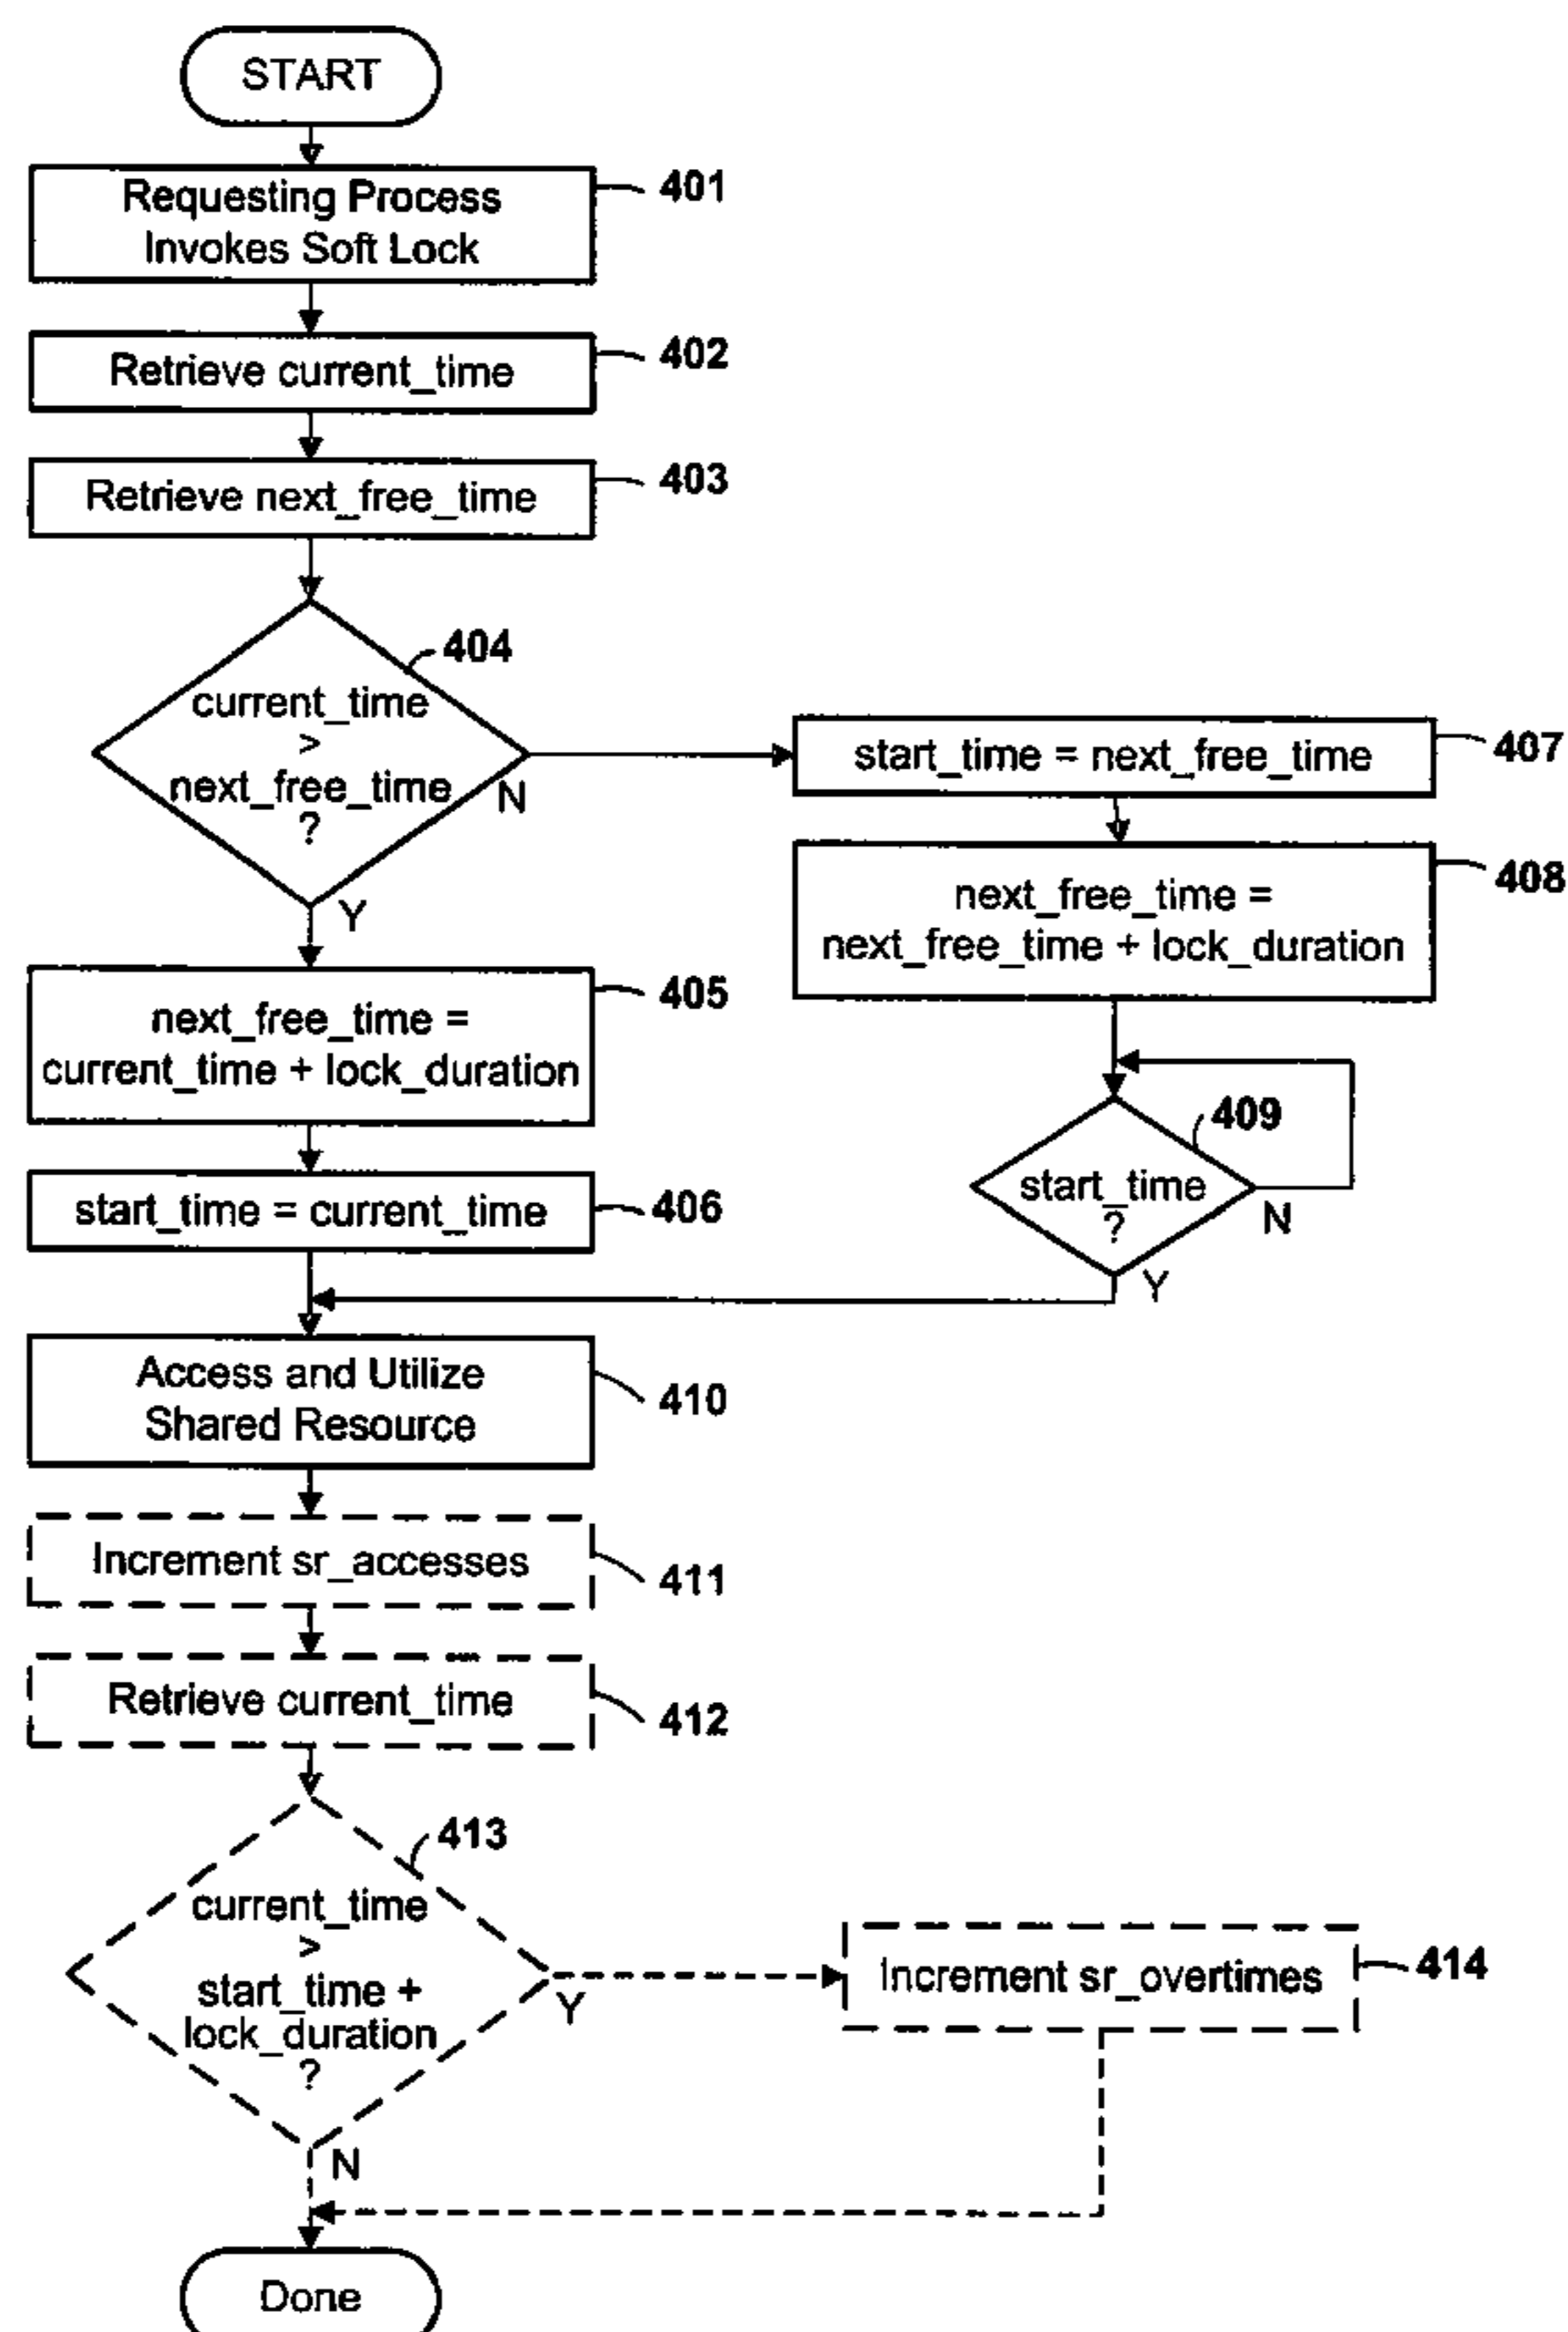 START
Requesting Process
Invokes Soft Lock
401
Retrieve current_time
402
Retrieve next_free_time
403
404
current_time
>
next_free_time
?
N
Y
start_time = next_free_time
407
next_free_time =
next_free_time + lock_duration
408
next_free_time =
current_time + lock_duration
405
409
start_time
?
N
Y
start_time = current_time
406
Access and Utilize
Shared Resource
410
Increment sr_accesses
411
Retrieve current_time
412
413
current_time
>
start_time +
lock_duration
?
Y
N
Increment sr_overtimes
414
Done